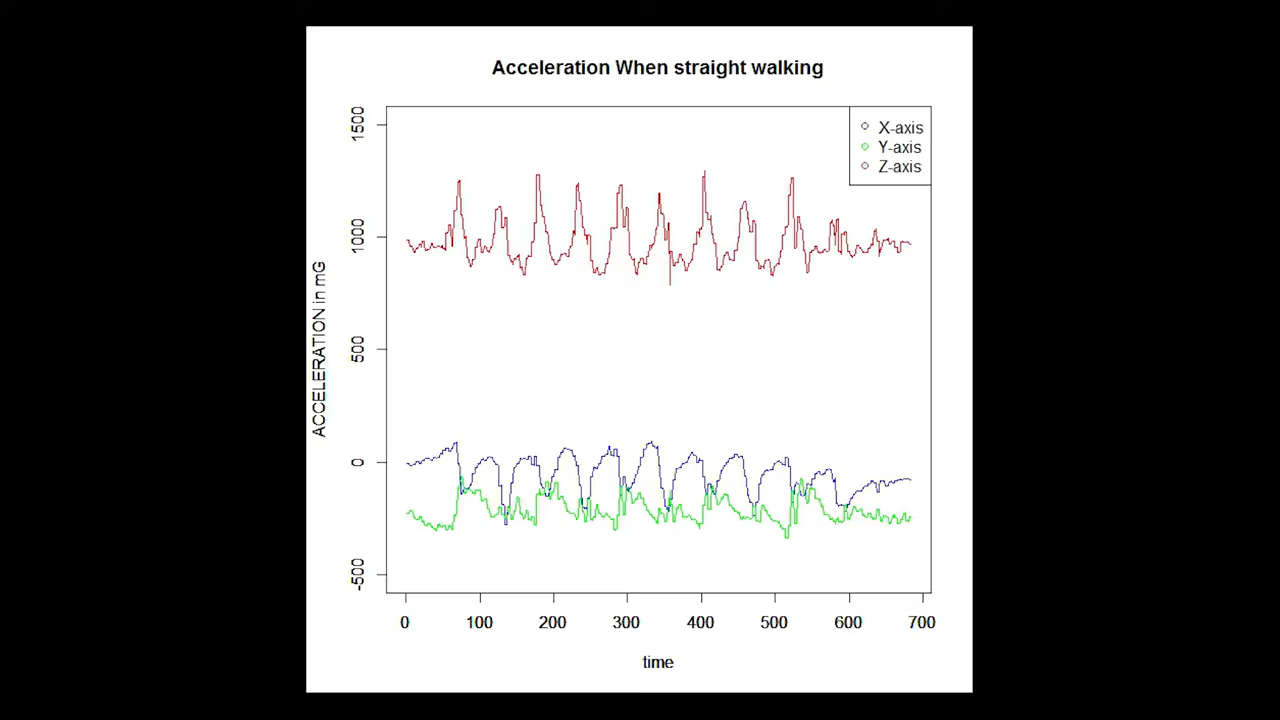 Acceleration When straight walking
X-axis
Y-axis
Z-axis
1500
1000
500
0
-500
ACCELERATION in mG
0 100 200 300 400 500 600 700
time